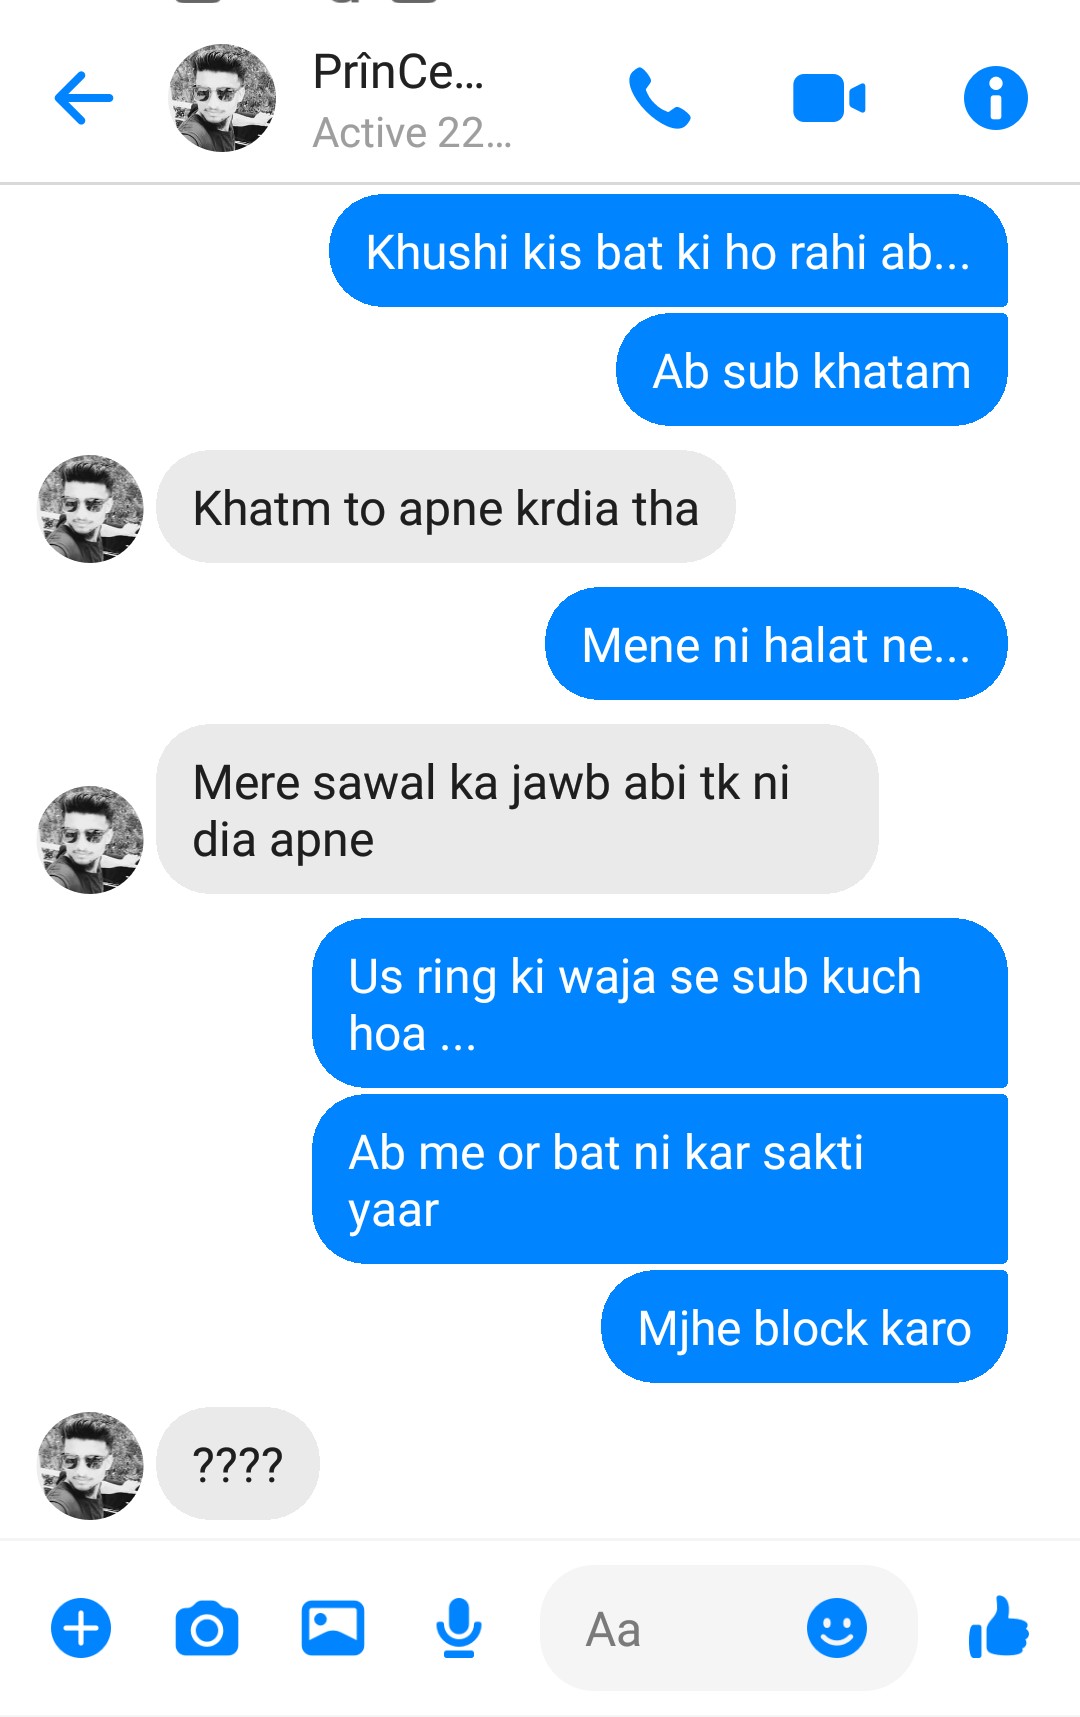 PrînCe...
Active 22...
Khushi kis bat ki ho rahi ab...
Ab sub khatam
Khatm to apne krdia tha
Mene ni halat ne...
Mere sawal ka jawb abi tk ni
dia apne
Us ring ki waja se sub kuch
hoa ...
Ab me or bat ni kar sakti
yaar
Mjhe block karo
????
Aa